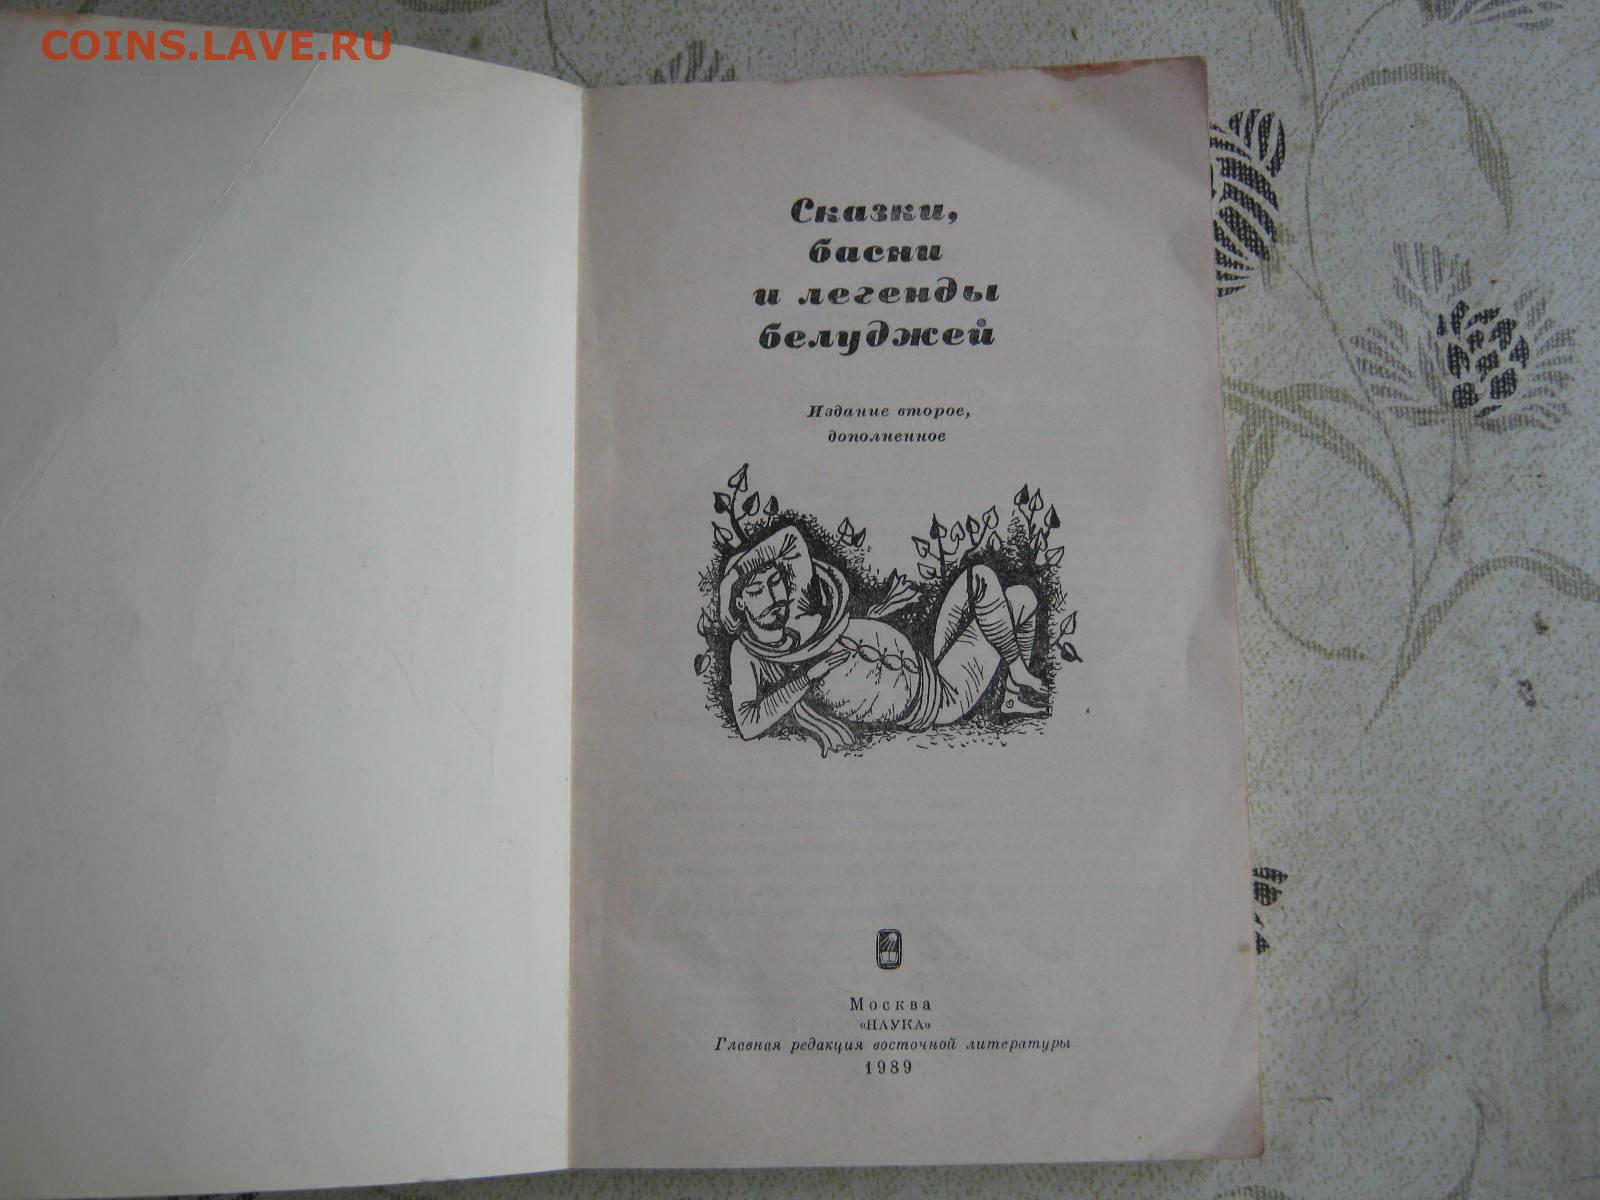 COINS.LAVE.RU
Сказки,
басни
и легенды
белуджей
Издание второе,
дополненное
Москва
«НАУКА»
Главная редакция восточной литературы
1989